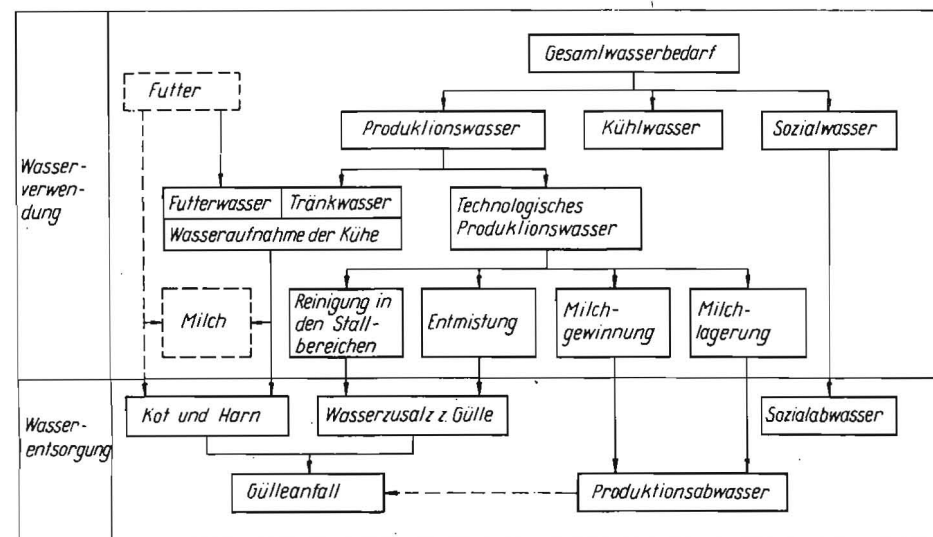 Gesamtwasserbedarf
Futter
Produktionswasser
Kühlwasser
Sozialwasser
Wasser-
verwen-
dung
Futterwasser
Tränkwasser
Wasseraufnahme der Kühe
Technologisches
Produktionswasser
Milch
Reinigung in
den Stall-
bereichen
Entmistung
Milch-
gewinnung
Milch-
lagerung
Wasser-
entsorgung
Kot und Harn
Wasserzusatz z. Gülle
Sozialabwasser
Gülleanfall
Produktionsabwasser